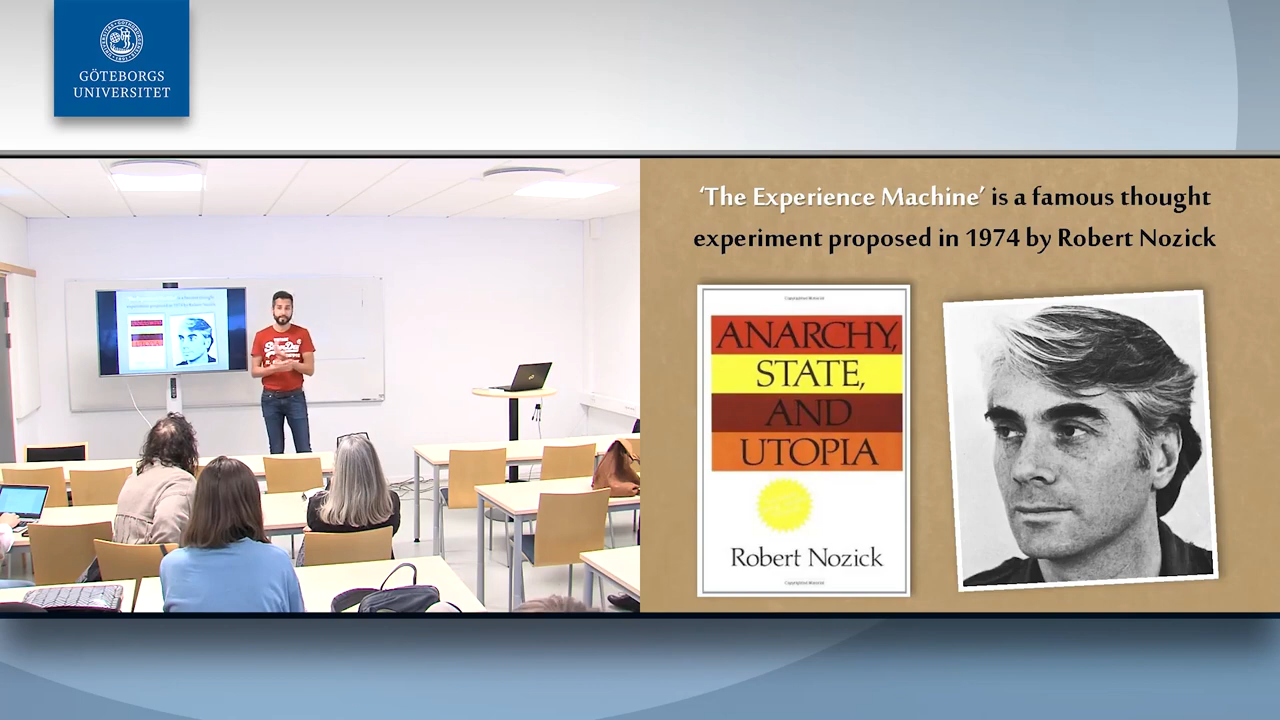 GÖTEBORGS
UNIVERSITET
‘The Experience Machine’ is a famous thought
experiment proposed in 1974 by Robert Nozick
ANARCHY,
STATE,
AND
UTOPIA
Robert Nozick